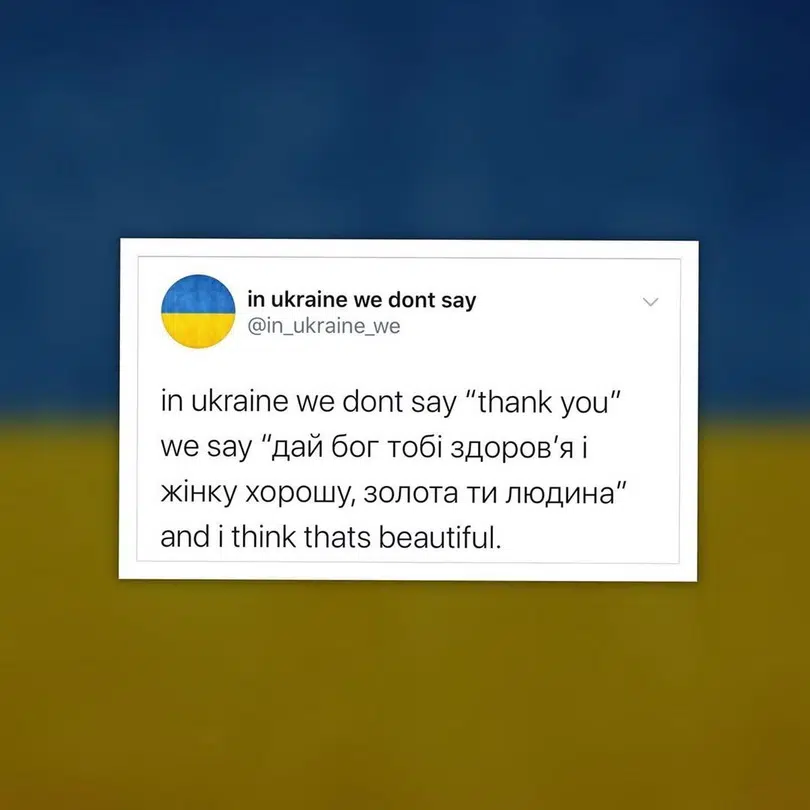 in ukraine we dont say
@in_ukraine_we
in ukraine we dont say “thank you”
we say “дай бог тобі здоров’я і
жінку хорошу, золота ти людина”
and i think thats beautiful.